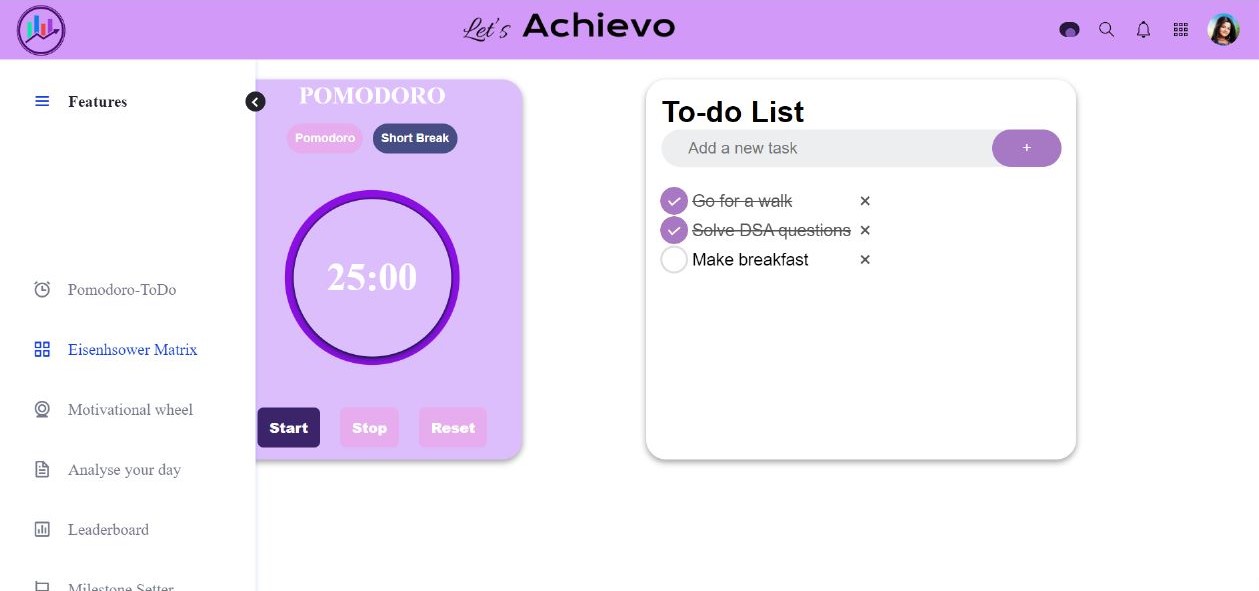 Let's Achievo
Features
Pomodoro-ToDo
Eisenhsower Matrix
Motivational wheel
Analyse your day
Leaderboard
Milestone Setter
POMODORO
Pomodoro Short Break
25:00
Start Stop Reset
To-do List
Add a new task +
Go for a walk ×
Solve DSA questions ×
Make breakfast ×